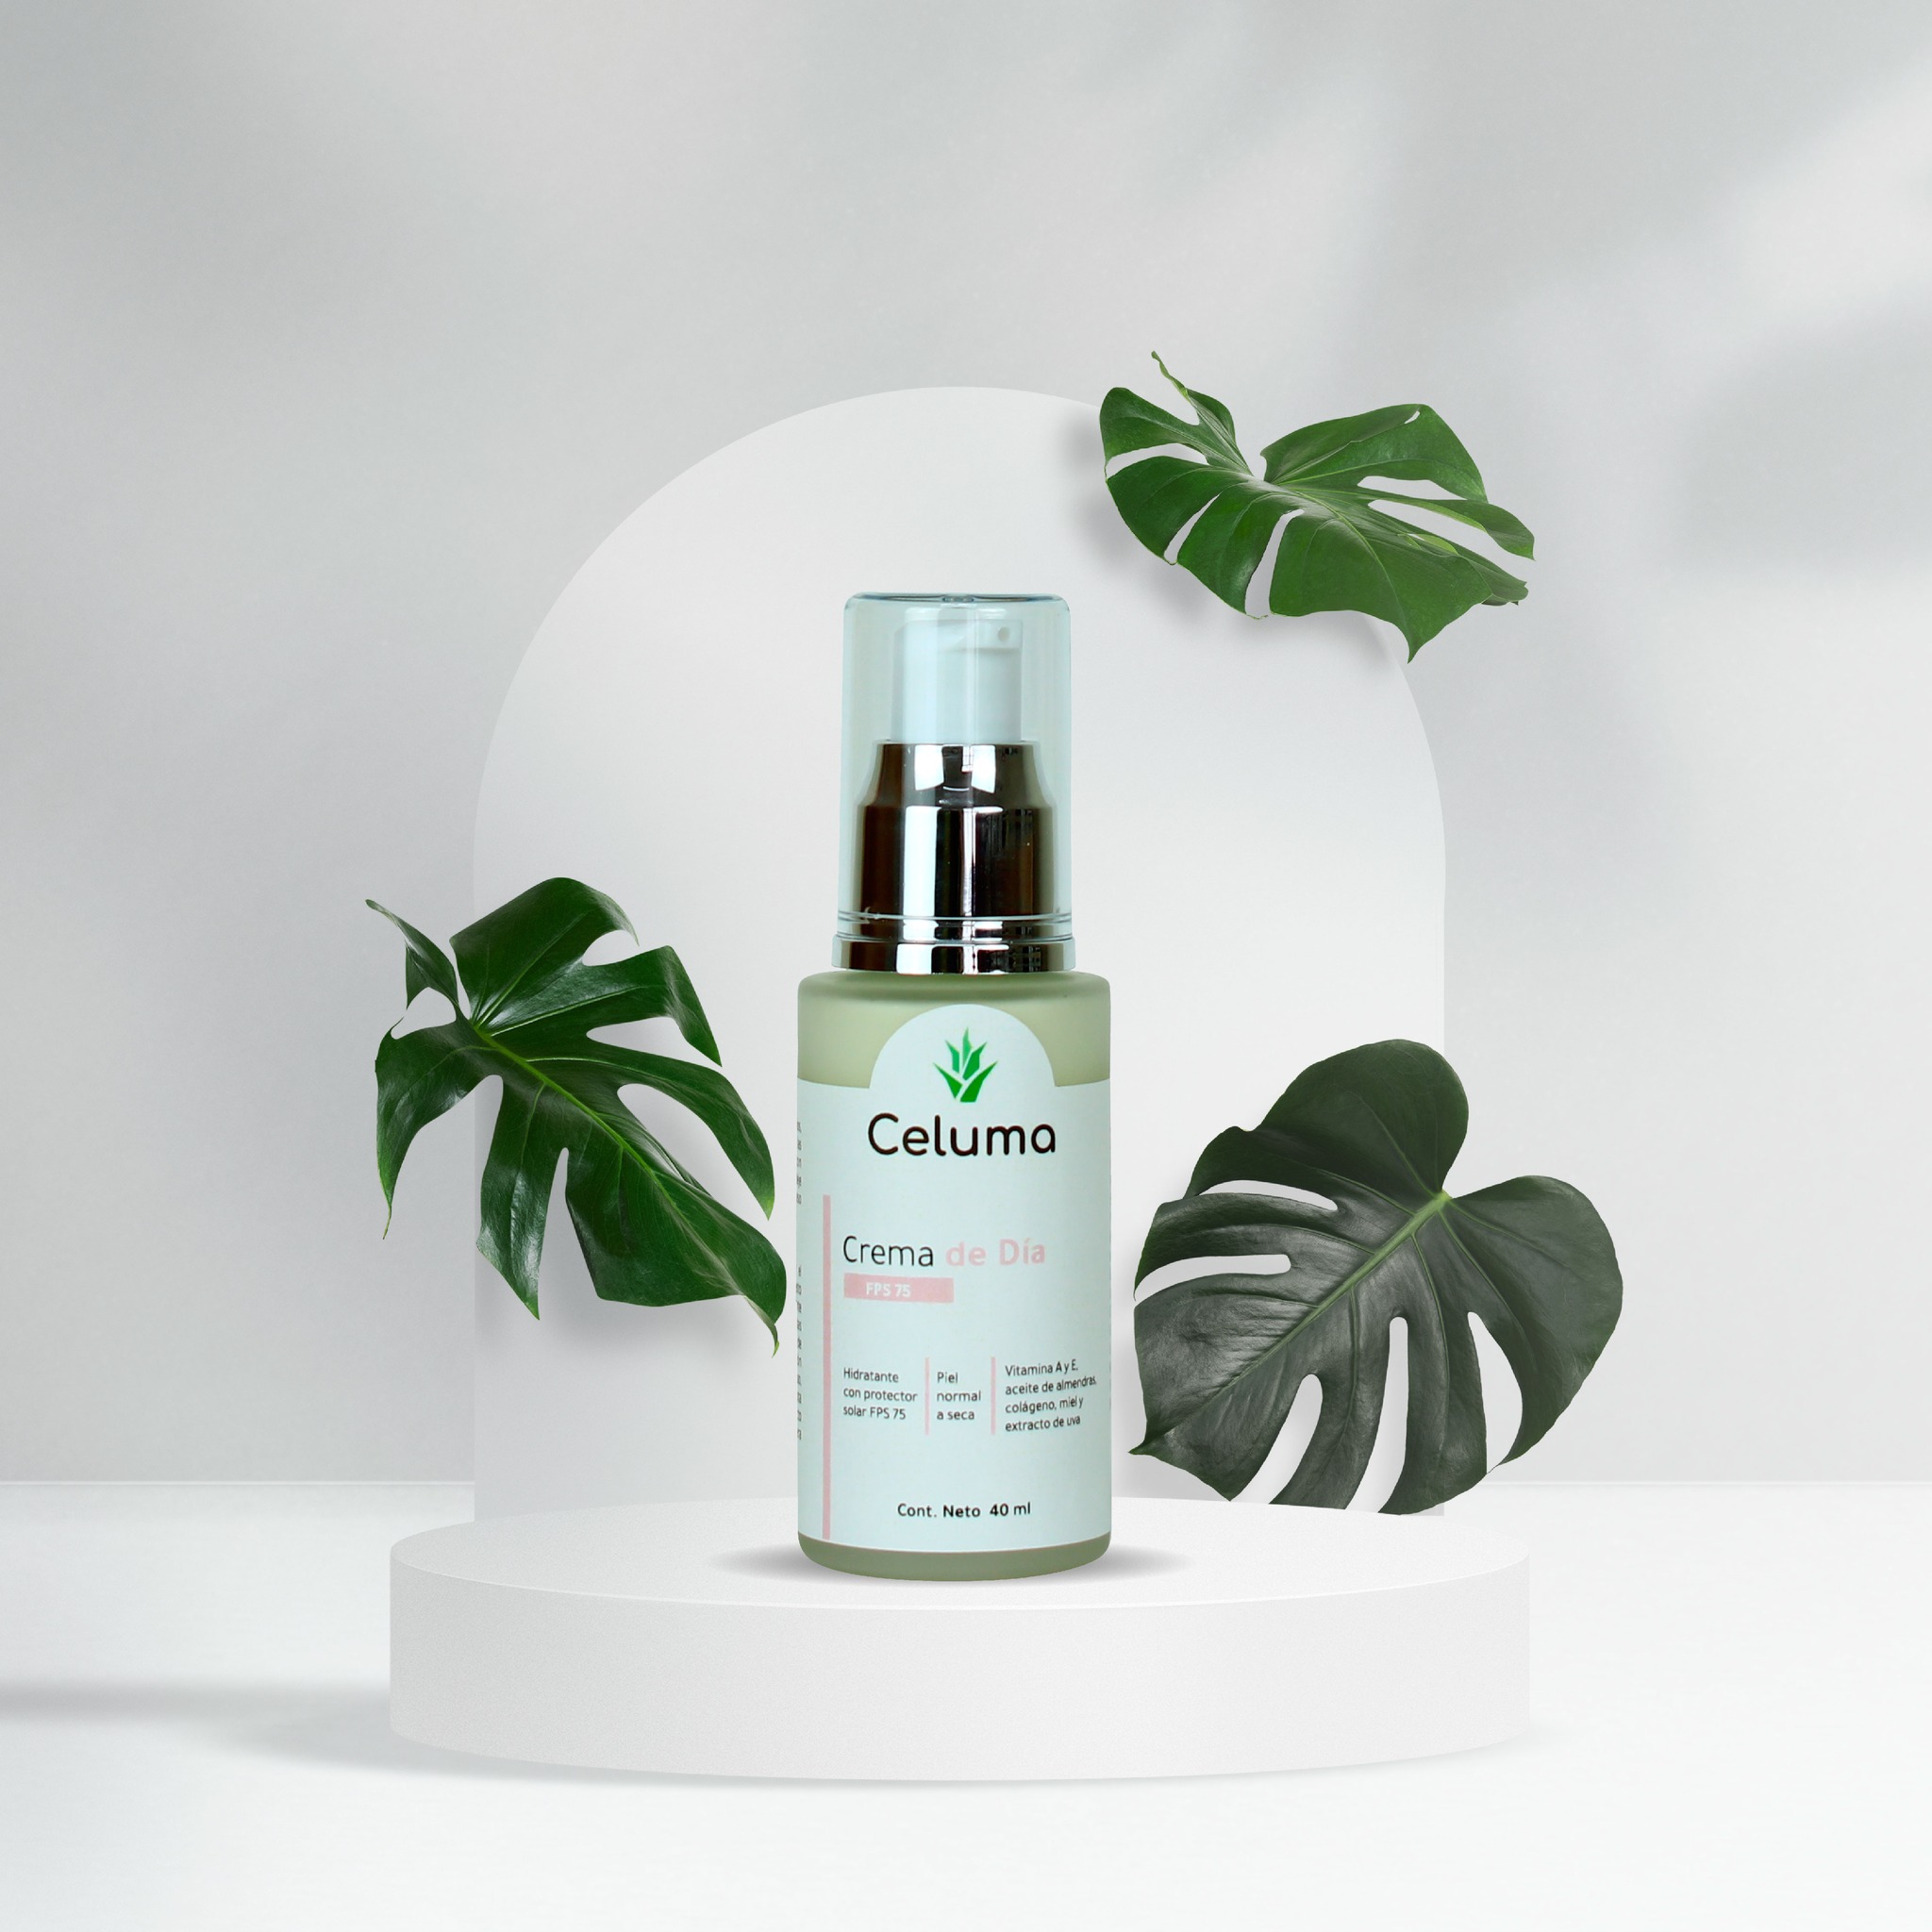 Celuma
Crema de Día
FPS 75
Hidratante
con protector
solar FPS 75
Piel
normal
a seca
Vitamina A y E,
aceite de almendras,
colágeno, miel y
extracto de uva
Cont. Neto 40 ml